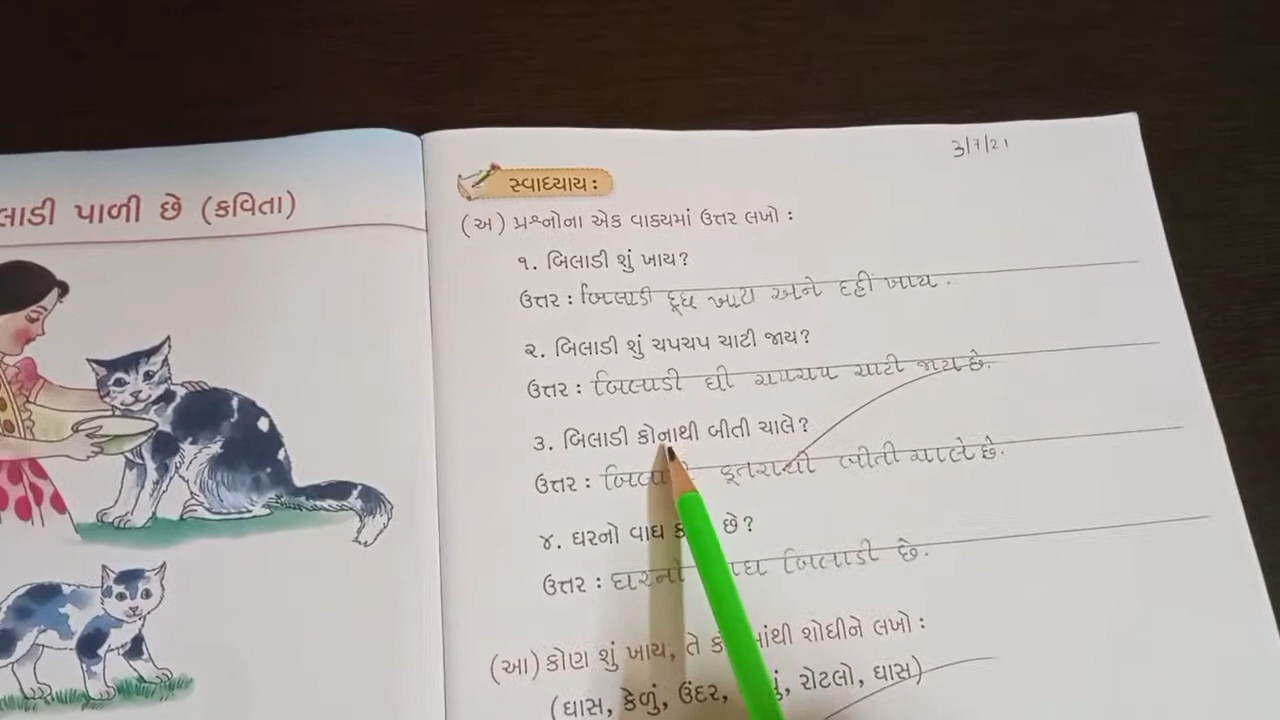 લાડી પાળી છે (કવિતા)
3/7/21
સ્વાધ્યાય :
(અ) પ્રશ્નોના એક વાક્યમાં ઉત્તર લખો :
૧. બિલાડી શું ખાય?
ઉત્તર : બિલાડી દૂધ ખાય અને દહીં ખાય.
૨. બિલાડી શું ચપચપ ચાટી જાય?
ઉત્તર : બિલાડી ઘી ચપચપ ચાટી જાય છે.
૩. બિલાડી કોનાથી બીતી ચાલે?
ઉત્તર : બિલા કૂતરાથી બીતી ચાલે છે.
૪. ઘરનો વાઘ છે?
ઉત્તર : ઘરનો બિલાડી છે.
(આ) કોણ શું ખાય, તે શોધીને લખો :
(ઘાસ, કેળું, ઉંદર, રોટલો, ઘાસ)